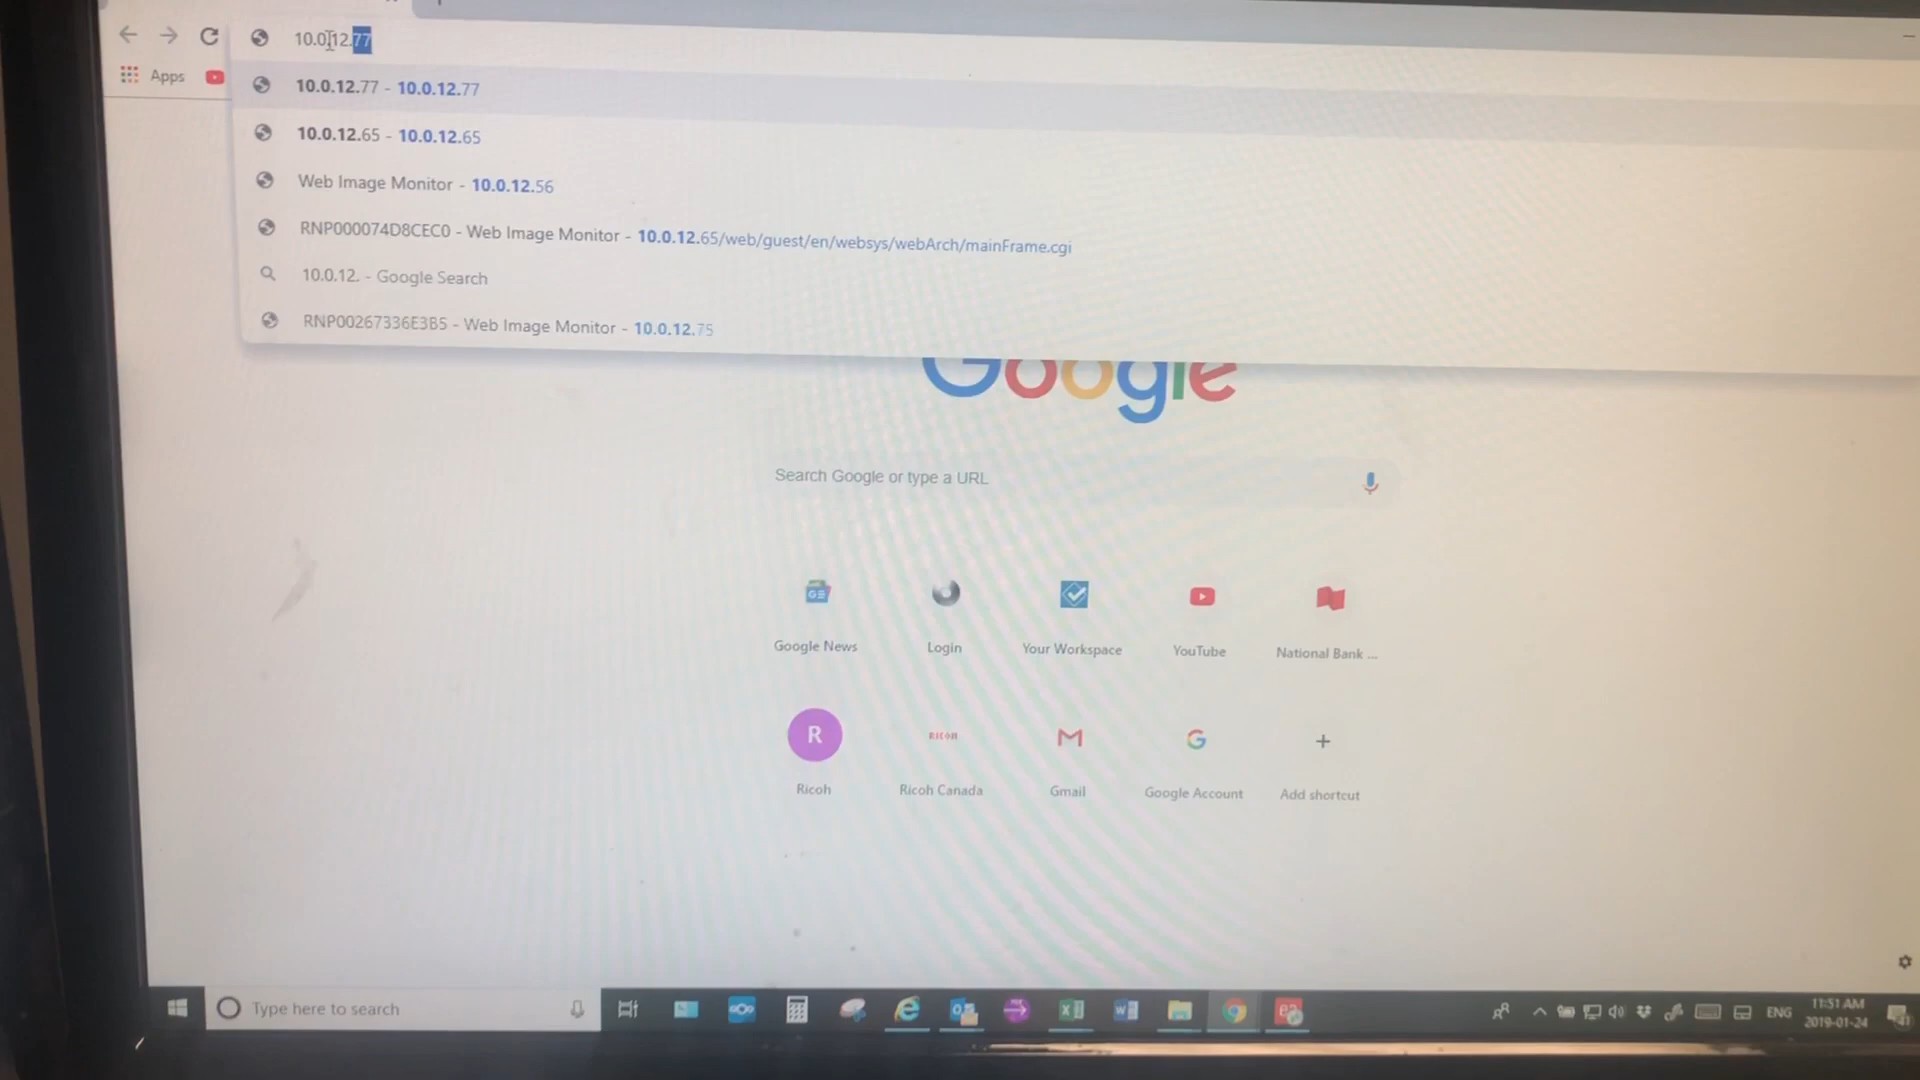 10.0.12.77
Apps
10.0.12.77 - 10.0.12.77
10.0.12.65 - 10.0.12.65
Web Image Monitor - 10.0.12.56
RNP000074D8CEC0 - Web Image Monitor - 10.0.12.65/web/guest/en/websys/webArch/mainFrame.cgi
10.0.12. - Google Search
RNP00267336E3B5 - Web Image Monitor - 10.0.12.75
Google
Search Google or type a URL
Google News
Login
Your Workspace
YouTube
National Bank ...
R
RICOH
Ricoh
Ricoh Canada
Gmail
Google Account
Add shortcut
Type here to search
ENG
11:51 AM
2019-01-24